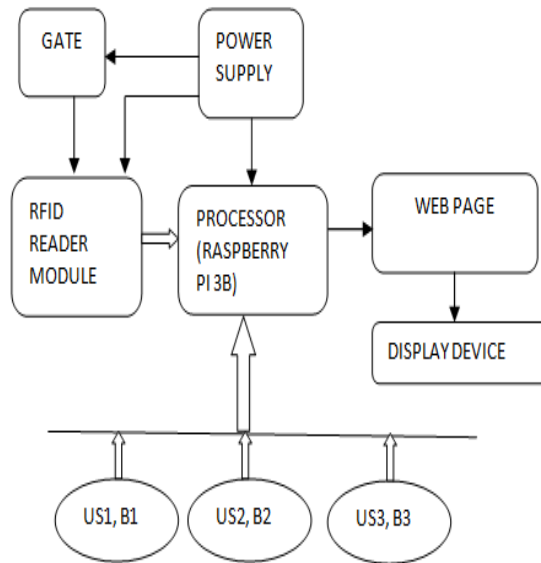 GATE
POWER
SUPPLY
RFID
READER
MODULE
PROCESSOR
(RASPBERRY
PI 3B)
WEB PAGE
DISPLAY DEVICE
US1, B1
US2, B2
US3, B3